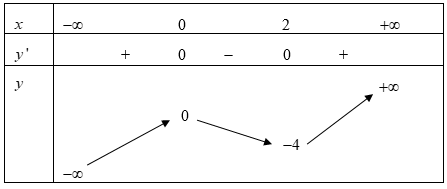 x −∞ 0 2 +∞
y' + 0 − 0 +
y +∞
0
−4
−∞